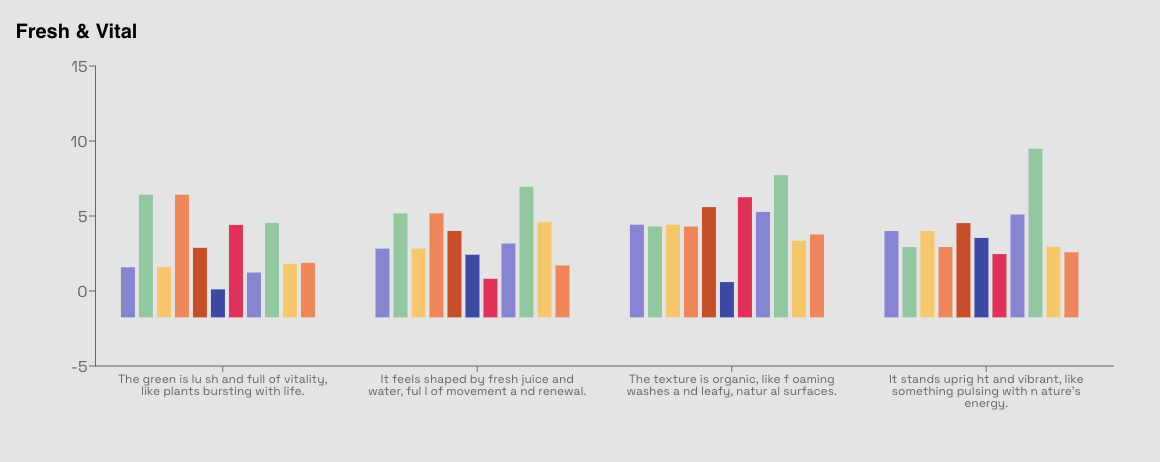 Fresh & Vital
15
10
5
0
-5
The green is lu sh and full of vitality,
like plants bursting with life.
It feels shaped by fresh juice and
water, ful l of movement a nd renewal.
The texture is organic, like f oaming
washes a nd leafy, natur al surfaces.
It stands uprig ht and vibrant, like
something pulsing with n ature's
energy.